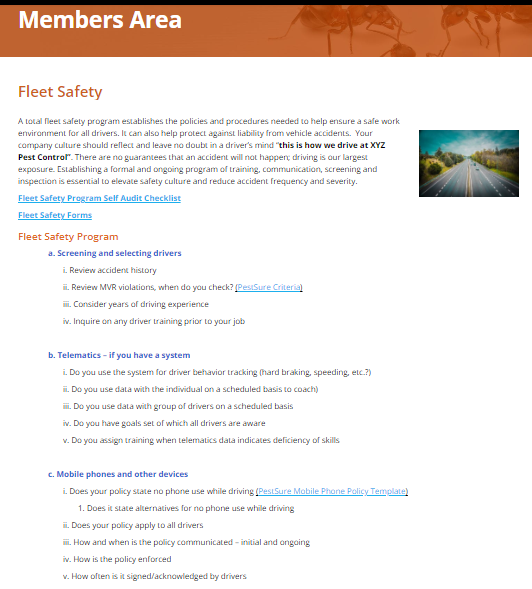 Members Area
Fleet Safety
A total fleet safety program establishes the policies and procedures needed to help ensure a safe work
environment for all drivers. It can also help protect against liability from vehicle accidents.  Your
company culture should reflect and leave no doubt in a driver's mind "this is how we drive at XYZ
Pest Control". There are no guarantees that an accident will not happen; driving is our largest
exposure. Establishing a formal and ongoing program of training, communication, screening and
inspection is essential to elevate safety culture and reduce accident frequency and severity.
Fleet Safety Program Self Audit Checklist
Fleet Safety Forms
Fleet Safety Program
a. Screening and selecting drivers
i. Review accident history
ii. Review MVR violations, when do you check? (PestSure Criteria)
iii. Consider years of driving experience
iv. Inquire on any driver training prior to your job
b. Telematics – if you have a system
i. Do you use the system for driver behavior tracking (hard braking, speeding, etc.?)
ii. Do you use data with the individual on a scheduled basis to coach)
iii. Do you use data with group of drivers on a scheduled basis
iv. Do you have goals set of which all drivers are aware
v. Do you assign training when telematics data indicates deficiency of skills
c. Mobile phones and other devices
i. Does your policy state no phone use while driving (PestSure Mobile Phone Policy Template)
1. Does it state alternatives for no phone use while driving
ii. Does your policy apply to all drivers
iii. How and when is the policy communicated – initial and ongoing
iv. How is the policy enforced
v. How often is it signed/acknowledged by drivers